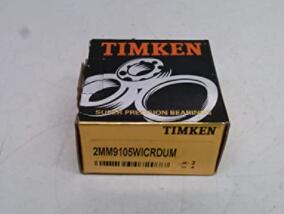 TIMKEN
SUPER PRECISION BEARINGS
TIMKEN
2MM9105WICRDUM